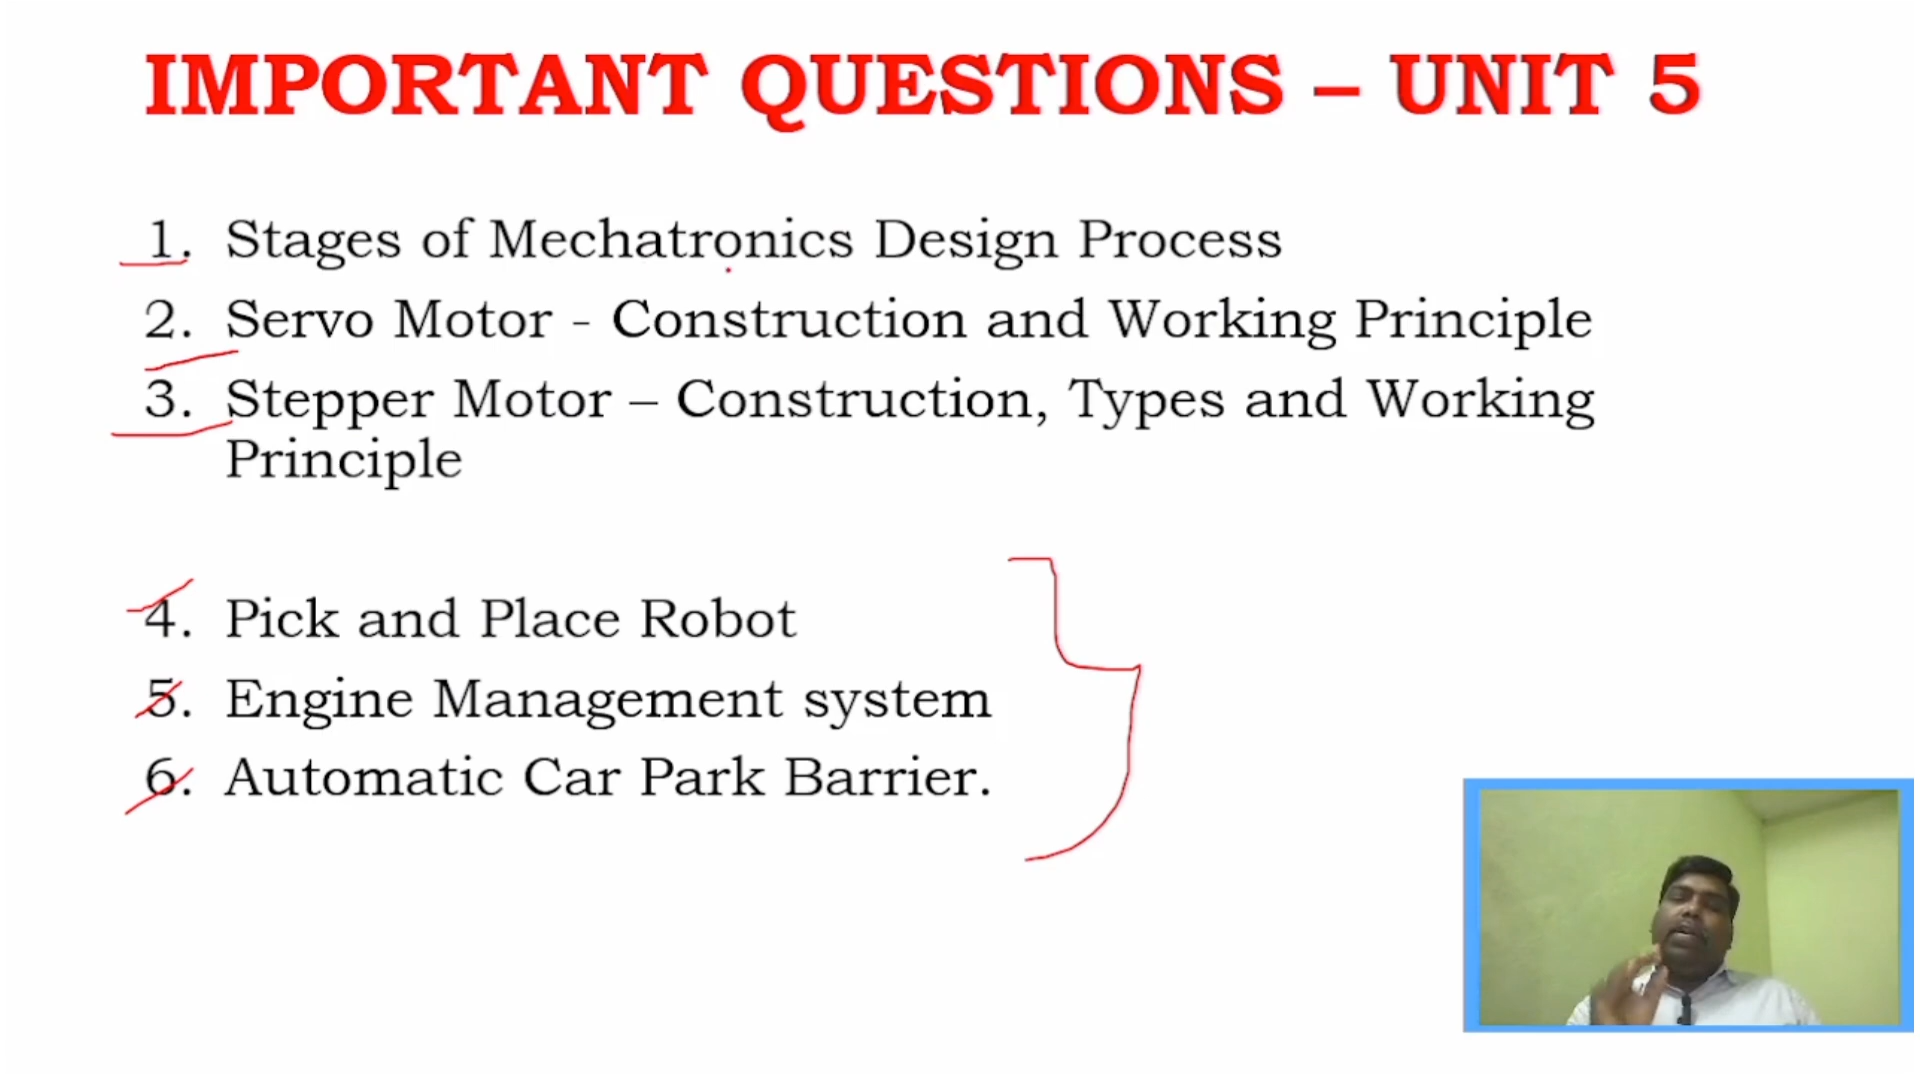 IMPORTANT QUESTIONS – UNIT 5
1. Stages of Mechatronics Design Process
2. Servo Motor - Construction and Working Principle
3. Stepper Motor – Construction, Types and Working
Principle
4. Pick and Place Robot
5. Engine Management system
6. Automatic Car Park Barrier.